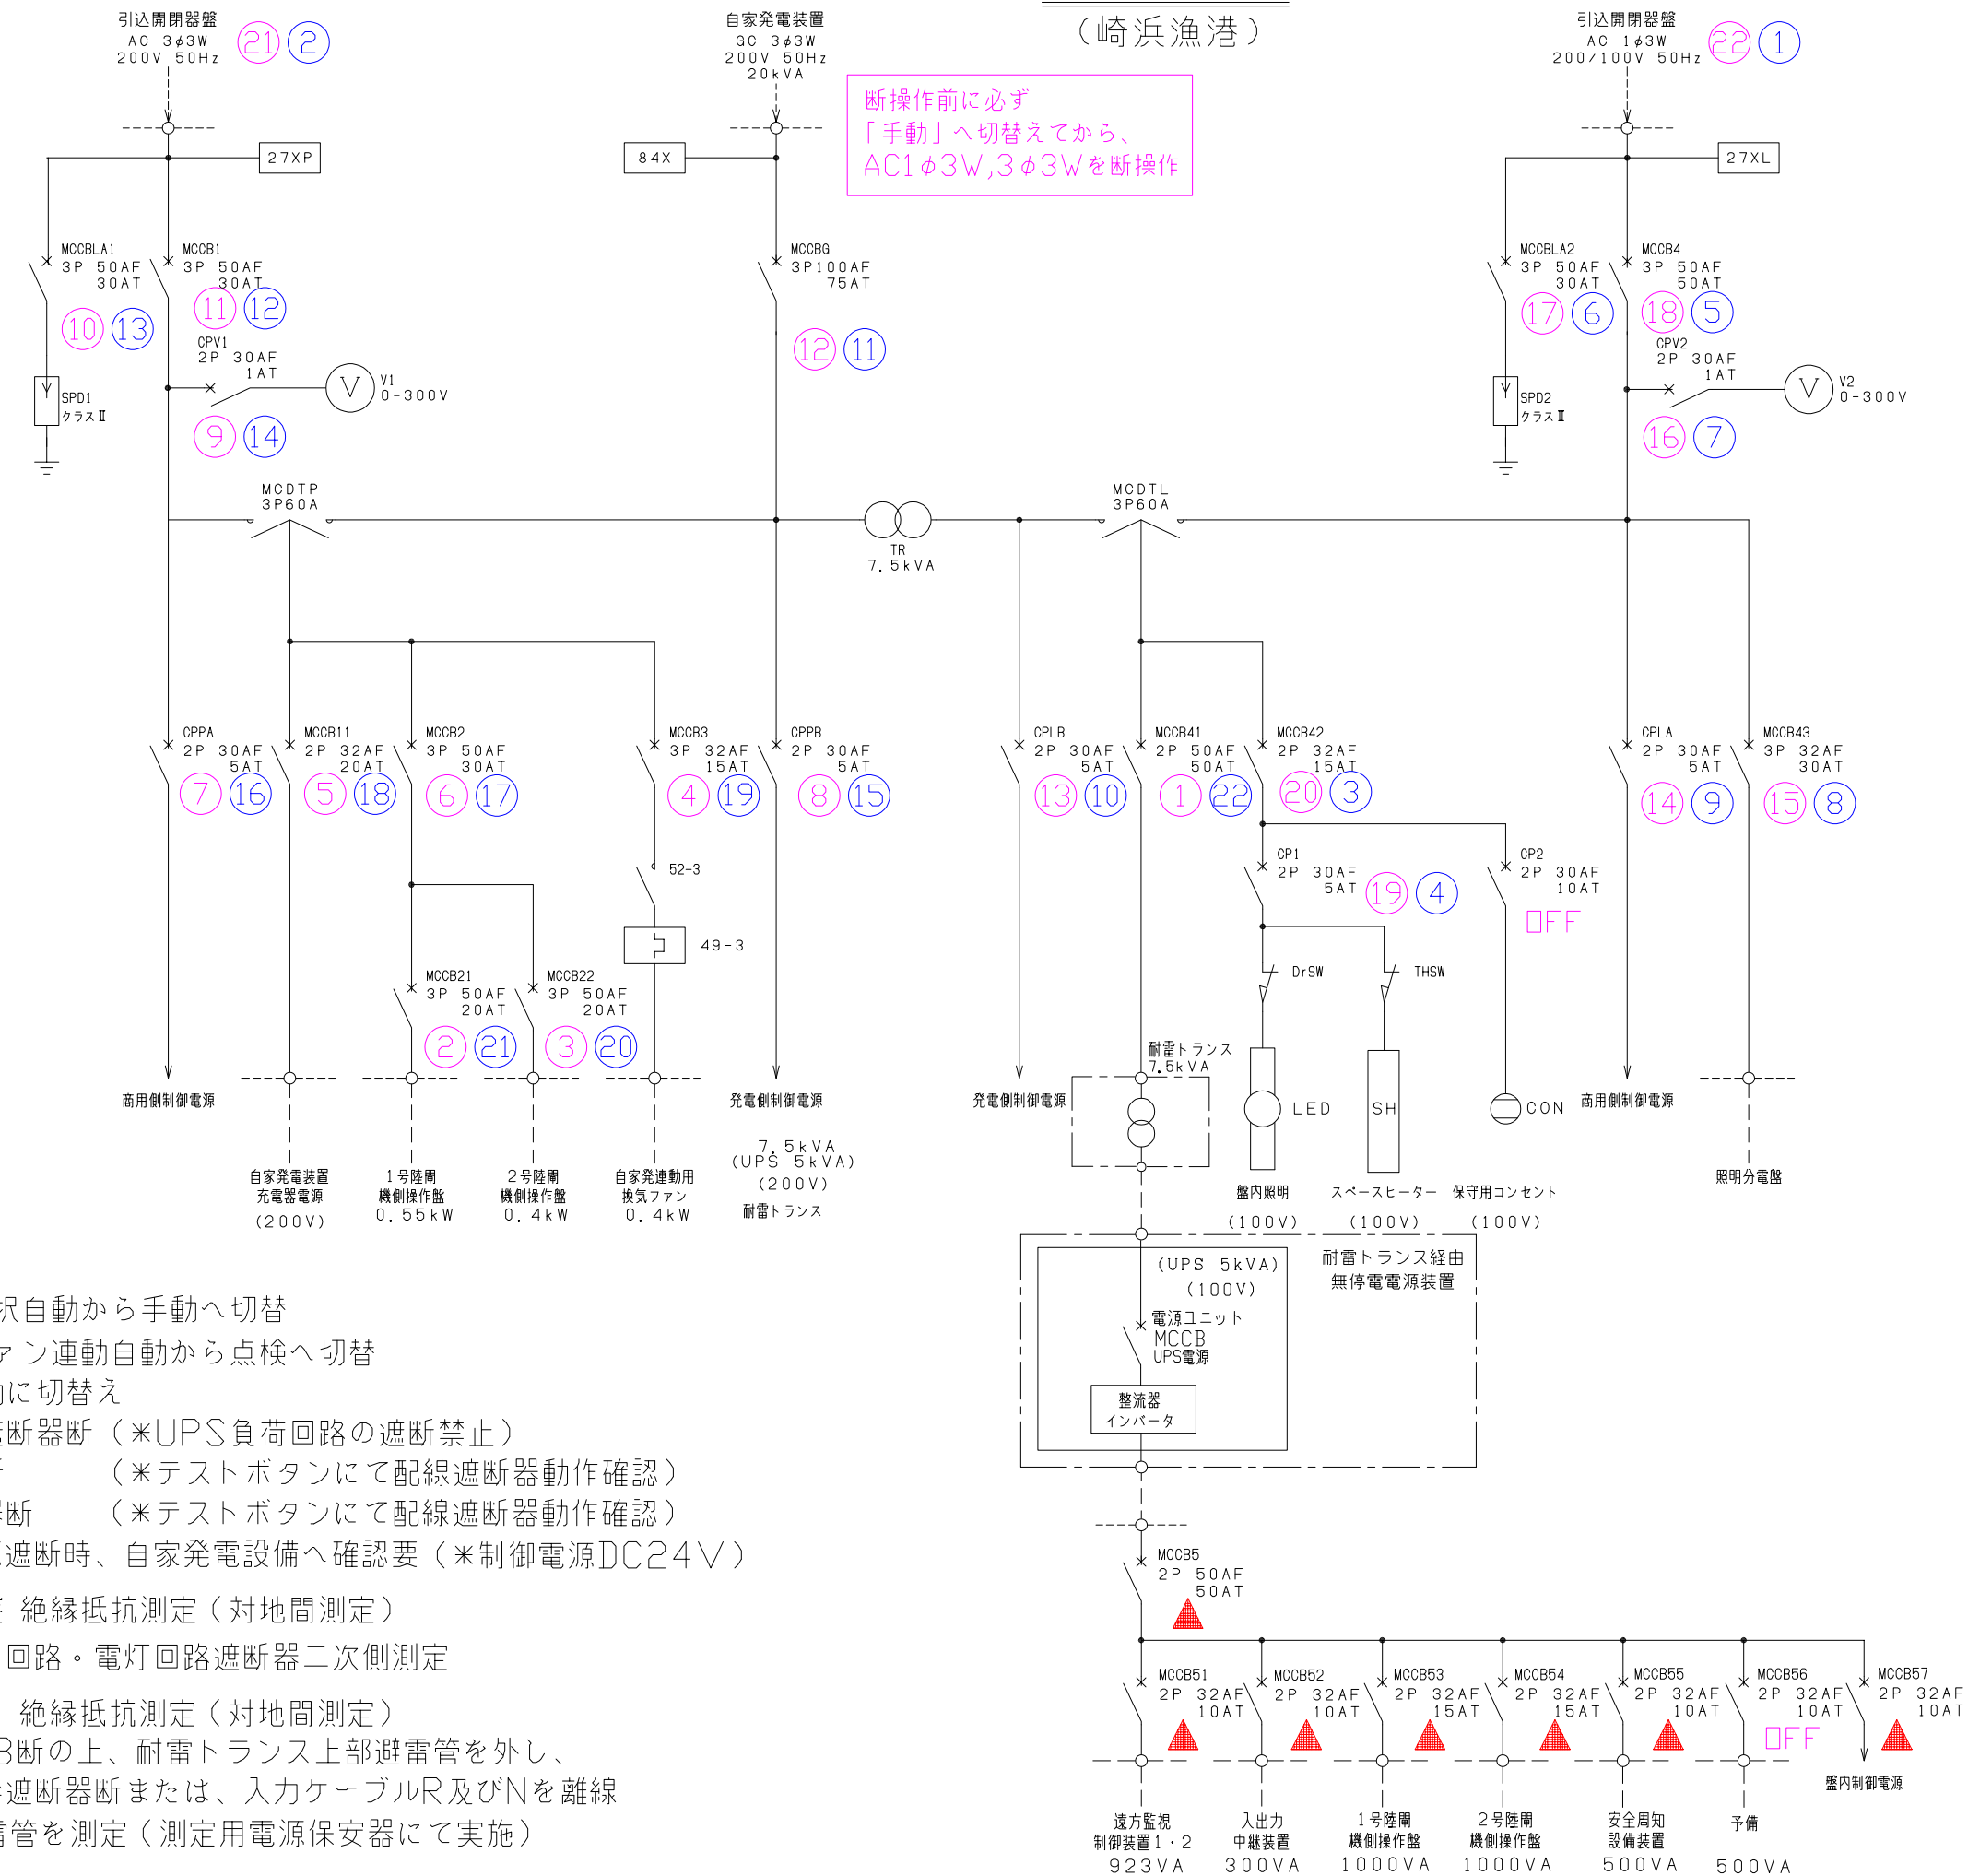 引込開閉器盤
AC 3φ3W
200V 50Hz
21 2
自家発電装置
GC 3φ3W
200V 50Hz
20kVA
(崎浜漁港)
引込開閉器盤
AC 1φ3W
200/100V 50Hz
22 1
断操作前に必ず
「手動」へ切替えてから、
AC1φ3W,3φ3Wを断操作
27XP
84X
27XL
MCCBLA1
3P 50AF
30AT
10 13
MCCB1
3P 50AF
30AT
11 12
MCCBG
3P100AF
75AT
12 11
MCCBLA2
3P 50AF
30AT
17 6
MCCB4
3P 50AF
50AT
18 5
CPV1
2P 30AF
1AT
9 14
V
V1
0-300V
SPD1
クラスⅡ
CPV2
2P 30AF
1AT
16 7
V
V2
0-300V
SPD2
クラスⅡ
MCDTP
3P60A
TR
7.5kVA
MCDTL
3P60A
CPPA
2P 30AF
5AT
7 16
MCCB11
2P 32AF
20AT
5 18
MCCB2
3P 50AF
30AT
6 17
MCCB3
3P 32AF
15AT
4 19
CPPB
2P 30AF
5AT
8 15
CPLB
2P 30AF
5AT
13 10
MCCB41
2P 50AF
50AT
1 22
MCCB42
2P 32AF
15AT
20 3
CPLA
2P 30AF
5AT
14 9
MCCB43
3P 32AF
30AT
15 8
52-3
49-3
CP1
2P 30AF
5AT
19 4
CP2
2P 30AF
10AT
OFF
DrSW
THSW
MCCB21
3P 50AF
20AT
2 21
MCCB22
3P 50AF
20AT
3 20
商用側制御電源
自家発電装置
充電器電源
(200V)
1号陸閘
機側操作盤
0.55kW
2号陸閘
機側操作盤
0.4kW
自家発連動用
換気ファン
0.4kW
発電側制御電源
7.5kVA
(UPS 5kVA)
(200V)
耐雷トランス
発電側制御電源
耐雷トランス
7.5kVA
LED
盤内照明
(100V)
SH
スペースヒーター
(100V)
CON
保守用コンセント
(100V)
商用側制御電源
照明分電盤
耐雷トランス経由
無停電電源装置
(UPS 5kVA)
(100V)
電源ユニット
MCCB
UPS電源
整流器
インバータ
択自動から手動へ切替
ァン連動自動から点検へ切替
に切替え
断器断(*UPS負荷回路の遮断禁止)
(*テストボタンにて配線遮断器動作確認)
断 (*テストボタンにて配線遮断器動作確認)
遮断時、自家発電設備へ確認要(*制御電源DC24V)
絶縁抵抗測定(対地間測定)
回路。電灯回路遮断器二次側測定
絶縁抵抗測定(対地間測定)
B断の上、耐雷トランス上部避雷管を外し、
遮断器断または、入力ケーブルR及びNを離線
雷管を測定(測定用電源保安器にて実施)
MCCB5
2P 50AF
50AT
MCCB51
2P 32AF
10AT
MCCB52
2P 32AF
10AT
MCCB53
2P 32AF
15AT
MCCB54
2P 32AF
15AT
MCCB55
2P 32AF
10AT
MCCB56
2P 32AF
10AT
OFF
MCCB57
2P 32AF
10AT
遠方監視
制御装置1・2
923VA
入出力
中継装置
300VA
1号陸閘
機側操作盤
1000VA
2号陸閘
機側操作盤
1000VA
安全周知
設備装置
500VA
予備
500VA
盤内制御電源